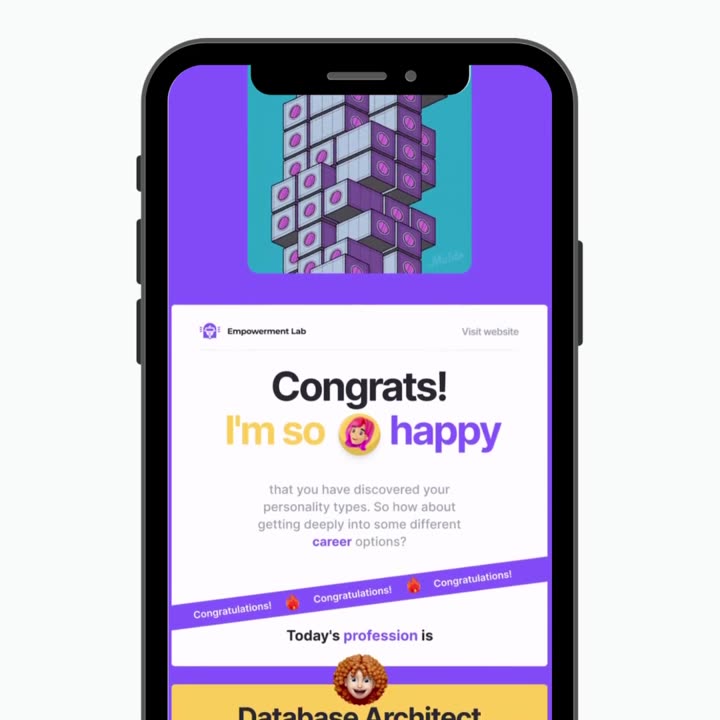 Empowerment Lab
Visit website
Congrats!
I'm so happy
that you have discovered your
personality types. So how about
getting deeply into some different
career options?
Congratulations! Congratulations! Congratulations!
Today's profession is
Database Architect